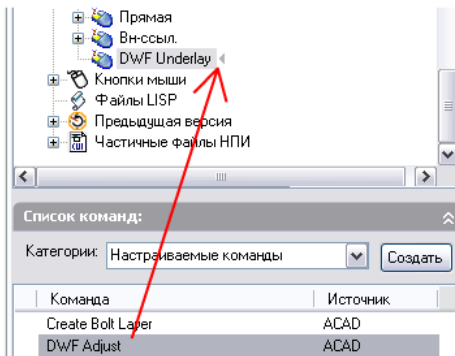 Прямая
Вн-ссыл.
DWF Underlay
Кнопки мыши
Файлы LISP
Предыдущая версия
Частичные файлы НПИ
Список команд:
Категории: Настраиваемые команды Создать
Команда Источник
Create Bolt Layer ACAD
DWF Adjust ACAD